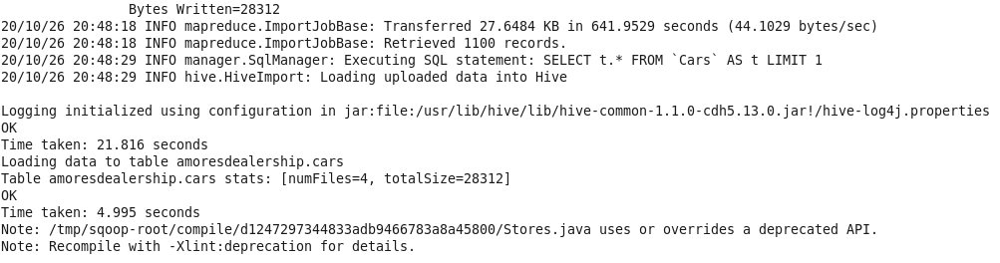 Bytes Written=28312
20/10/26 20:48:18 INFO mapreduce.ImportJobBase: Transferred 27.6484 KB in 641.9529 seconds (44.1029 bytes/sec)
20/10/26 20:48:18 INFO mapreduce.ImportJobBase: Retrieved 1100 records.
20/10/26 20:48:29 INFO manager.SqlManager: Executing SQL statement: SELECT t.* FROM `Cars` AS t LIMIT 1
20/10/26 20:48:29 INFO hive.HiveImport: Loading uploaded data into Hive
Logging initialized using configuration in jar:file:/usr/lib/hive/lib/hive-common-1.1.0-cdh5.13.0.jar!/hive-log4j.properties
OK
Time taken: 21.816 seconds
Loading data to table amoresdealership.cars
Table amoresdealership.cars stats: [numFiles=4, totalSize=28312]
OK
Time taken: 4.995 seconds
Note: /tmp/sqoop-root/compile/d1247297344833adb9466783a8a45800/Stores.java uses or overrides a deprecated API.
Note: Recompile with -Xlint:deprecation for details.